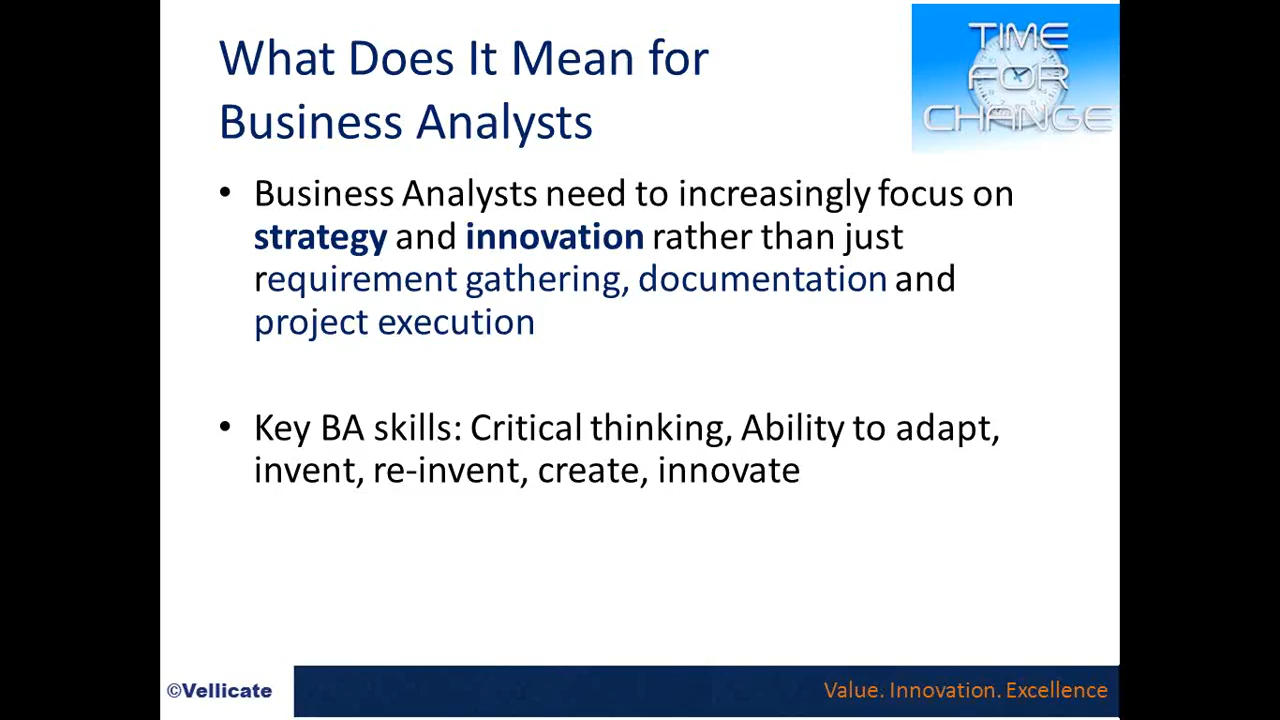 What Does It Mean for
Business Analysts
TIME
FOR
CHANGE
• Business Analysts need to increasingly focus on
strategy and innovation rather than just
requirement gathering, documentation and
project execution
• Key BA skills: Critical thinking, Ability to adapt,
invent, re-invent, create, innovate
©Vellicate
Value. Innovation. Excellence